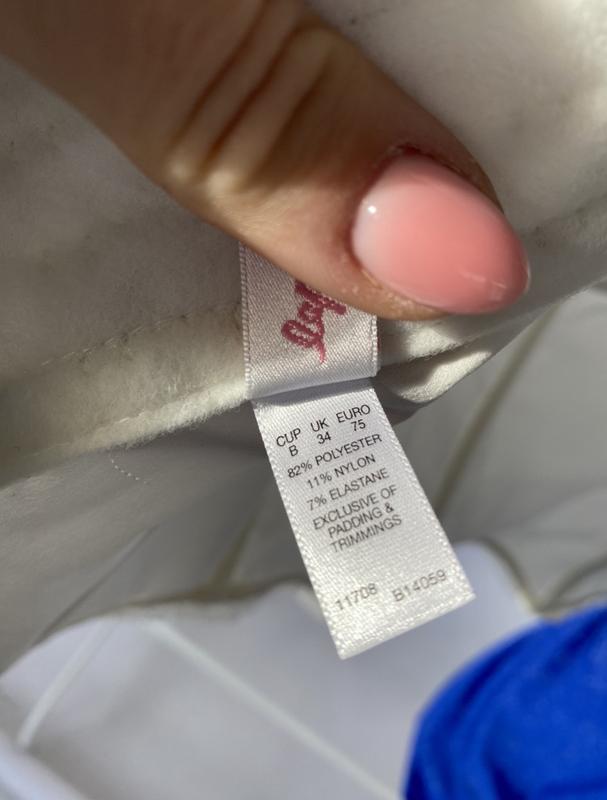 CUP UK EURO
B 34 75
82% POLYESTER
11% NYLON
7% ELASTANE
EXCLUSIVE OF
PADDING &
TRIMMINGS
11708 B14059